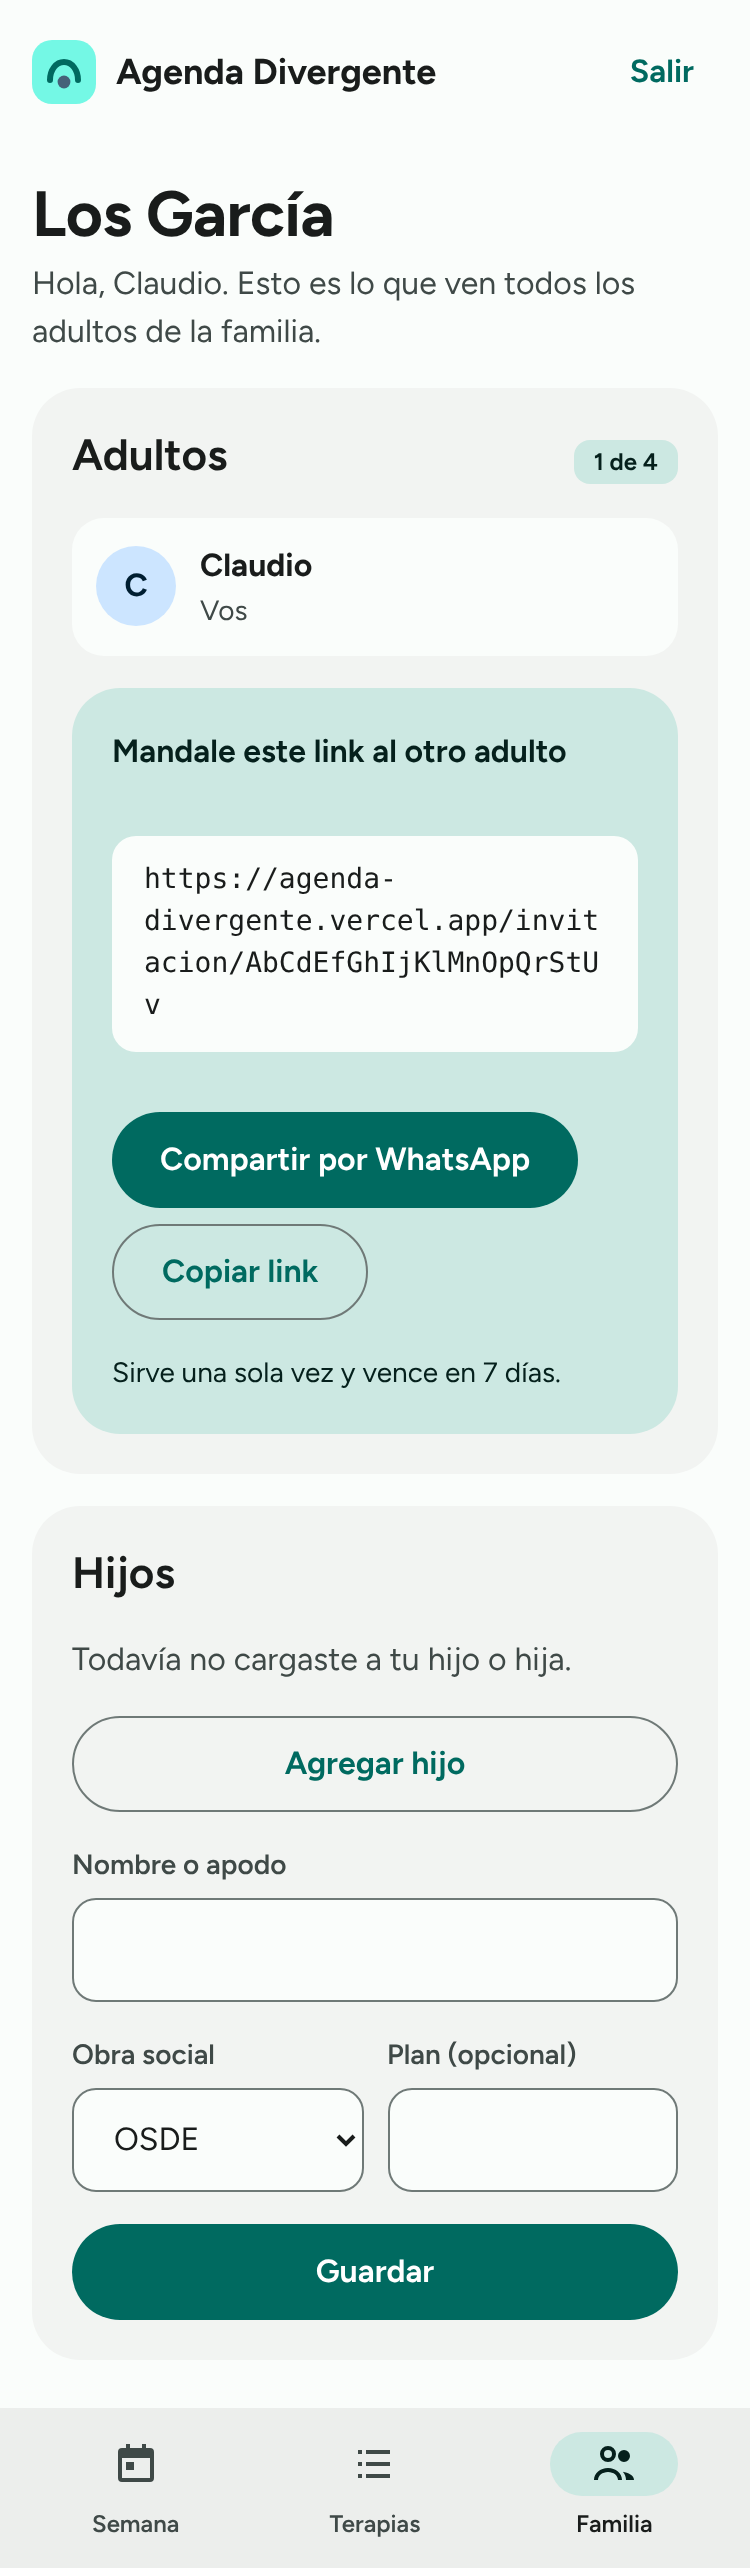 Agenda Divergente
Salir
Los García
Hola, Claudio. Esto es lo que ven todos los
adultos de la familia.
Adultos
1 de 4
C
Claudio
Vos
Mandale este link al otro adulto
https://agenda-
divergente.vercel.app/invit
acion/AbCdEfGhIjKlMnOpQrStU
v
Compartir por WhatsApp
Copiar link
Sirve una sola vez y vence en 7 días.
Hijos
Todavía no cargaste a tu hijo o hija.
Agregar hijo
Nombre o apodo
Obra social
Plan (opcional)
OSDE
Guardar
Semana
Terapias
Familia